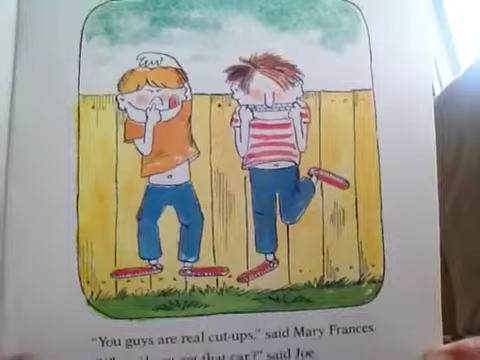 "You guys are real cut-ups," said Mary Frances.
get that car?" said Joe